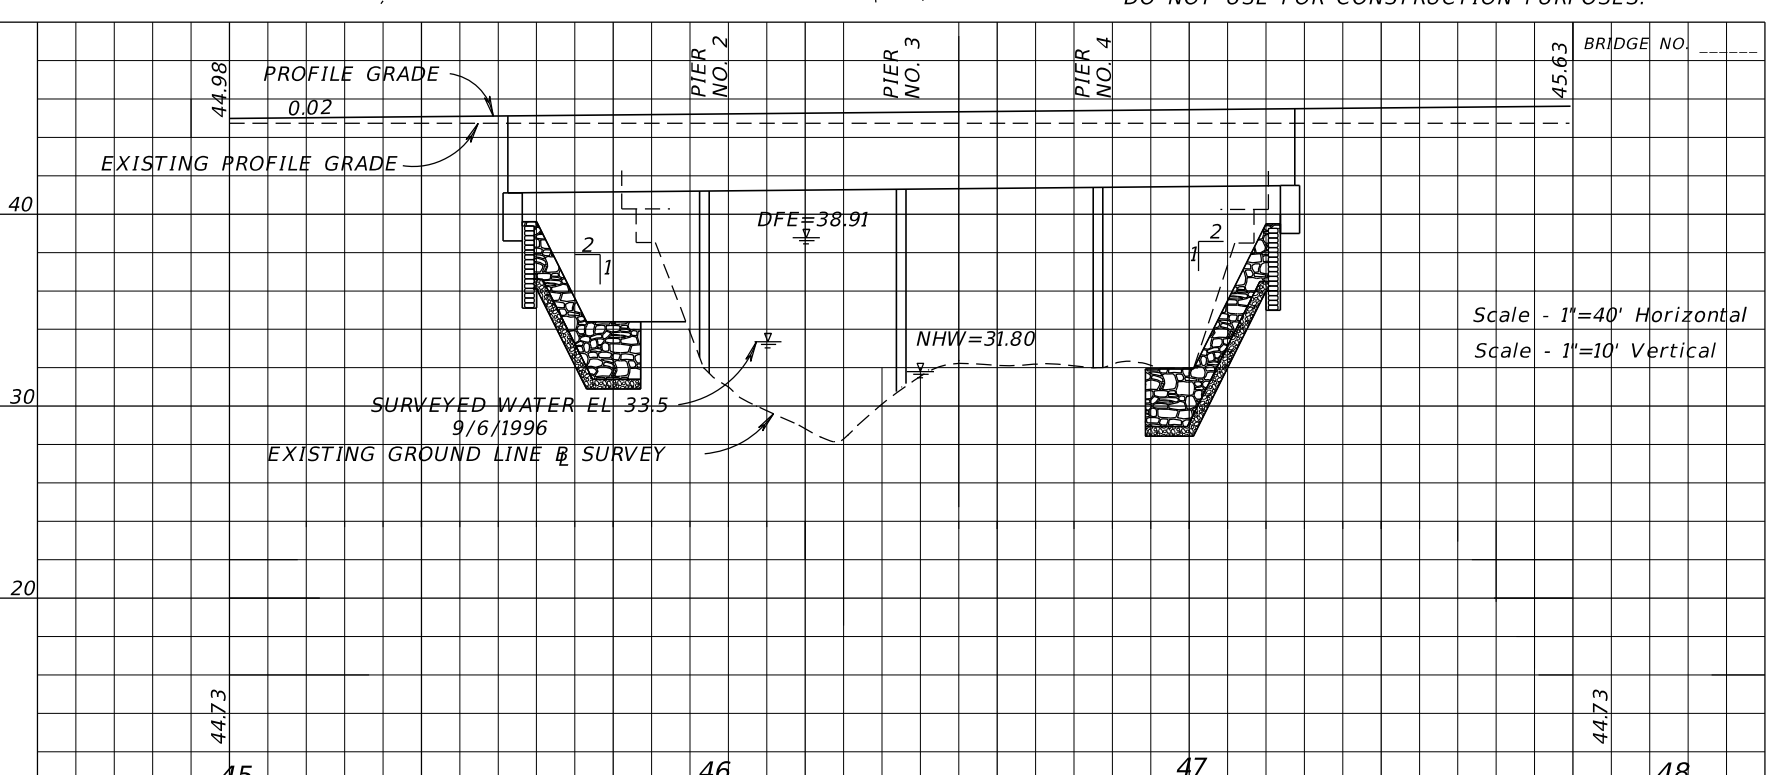 DO NOT USE FOR CONSTRUCTION PURPOSES.
BRIDGE NO. ______
PIER NO. 2
PIER NO. 3
PIER NO. 4
44.98
45.63
PROFILE GRADE
0.02
EXISTING PROFILE GRADE
40
DFE=38.91
2
1
2
1
Scale - 1"=40' Horizontal
NHW=31.80
Scale - 1"=10' Vertical
30
SURVEYED WATER EL 33.5
9/6/1996
EXISTING GROUND LINE BL SURVEY
20
44.73
44.73
45
46
47
48